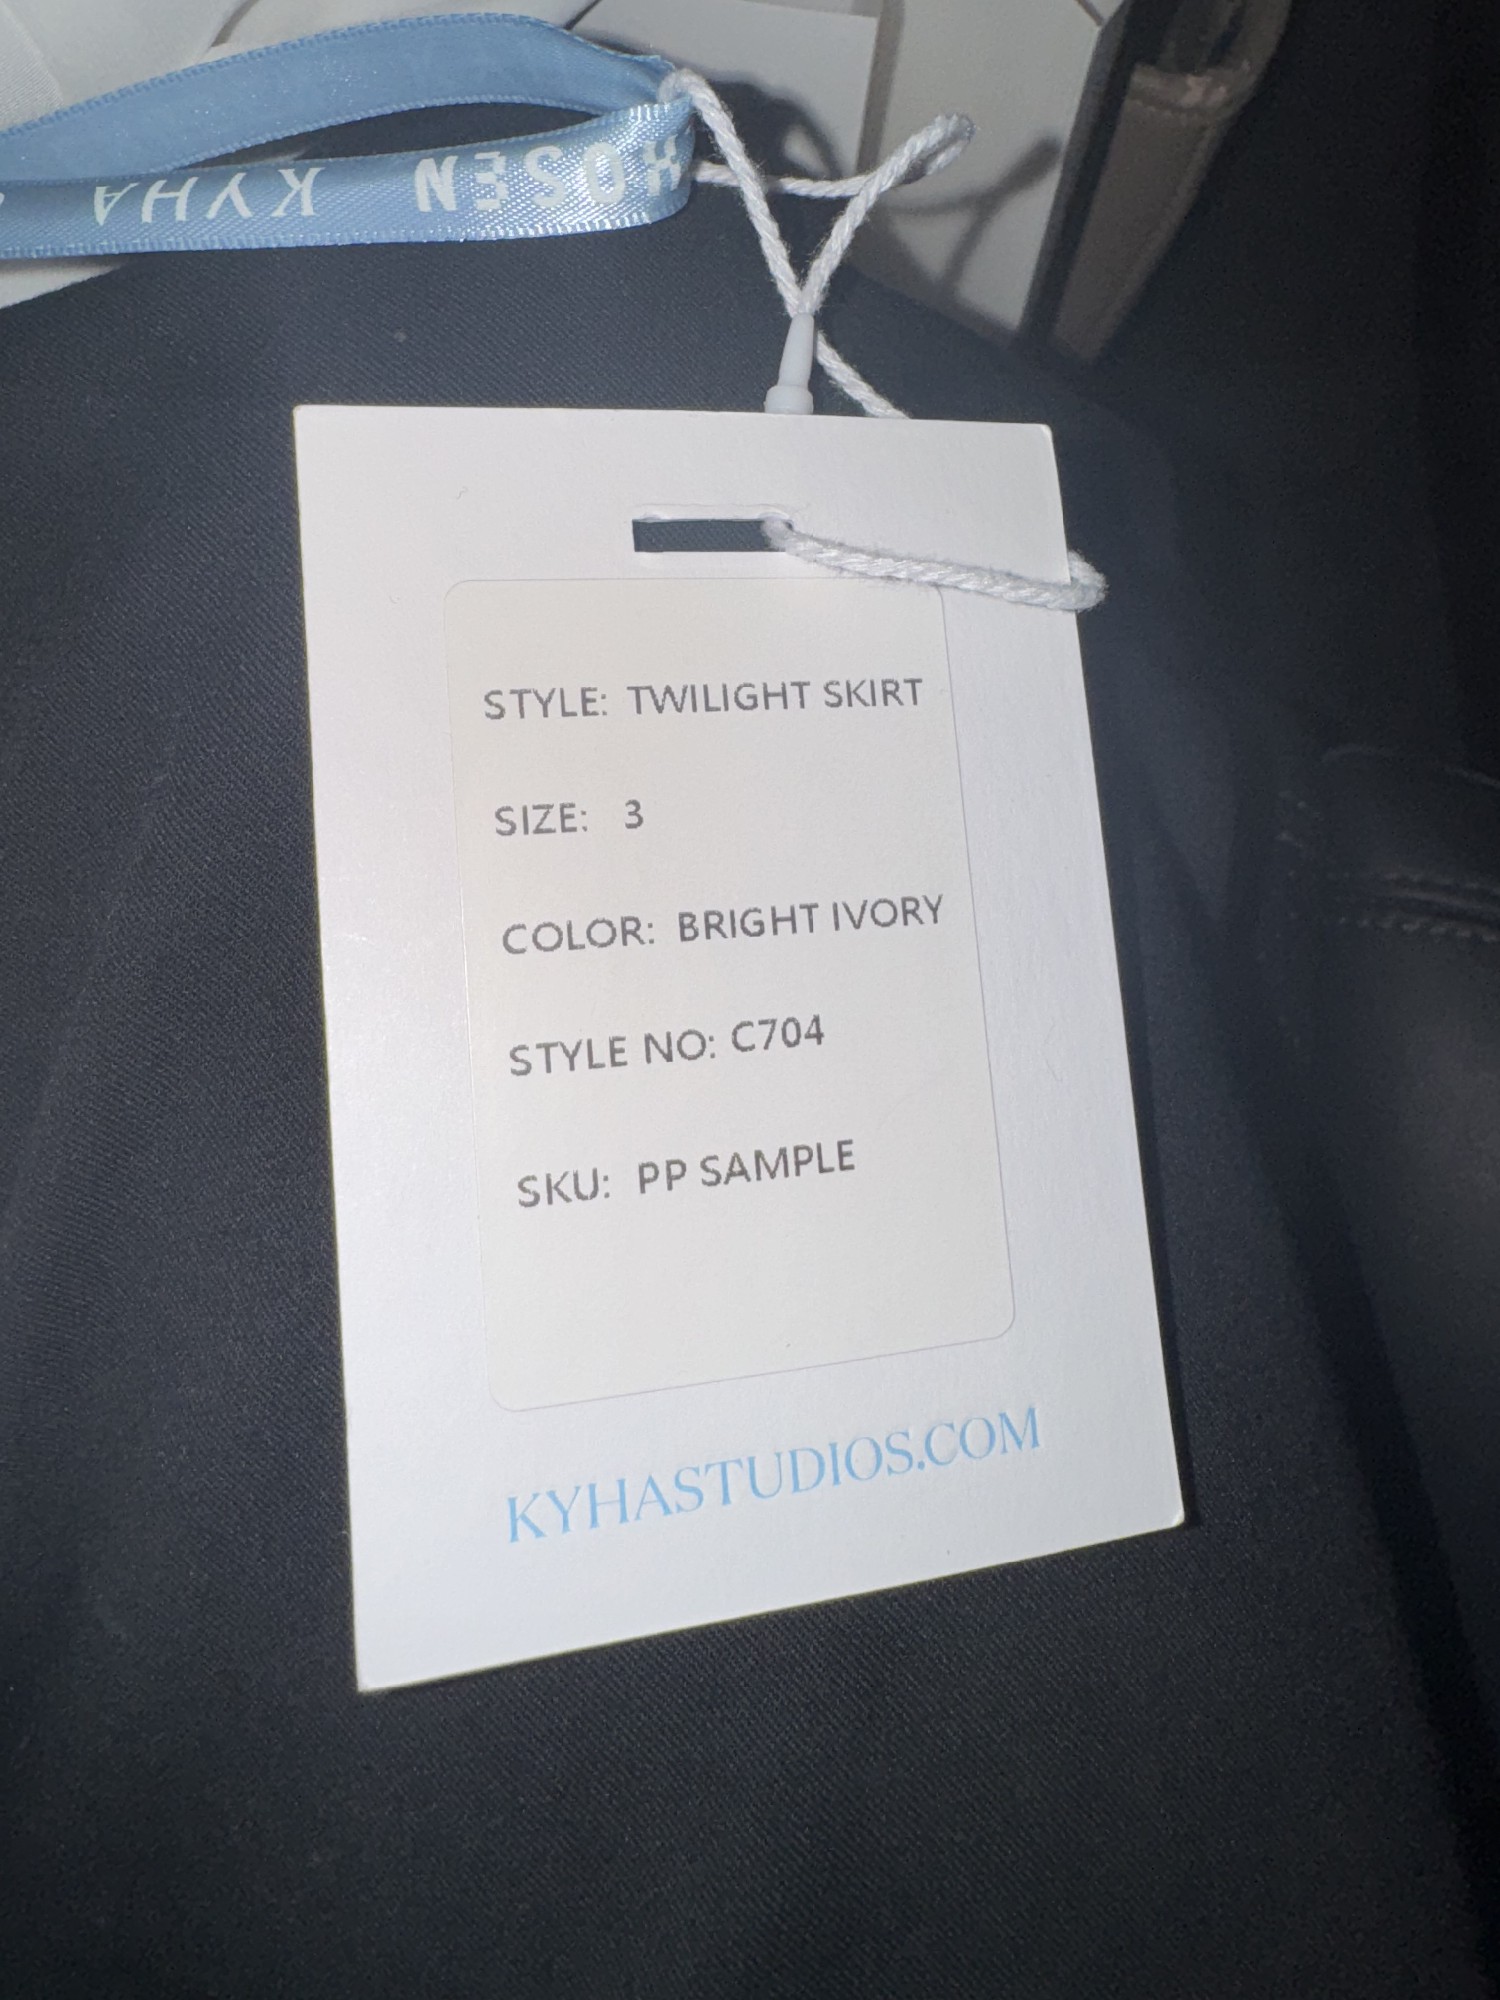 HOSEN KYHA
STYLE: TWILIGHT SKIRT
SIZE: 3
COLOR: BRIGHT IVORY
STYLE NO: C704
SKU: PP SAMPLE
KYHASTUDIOS.COM